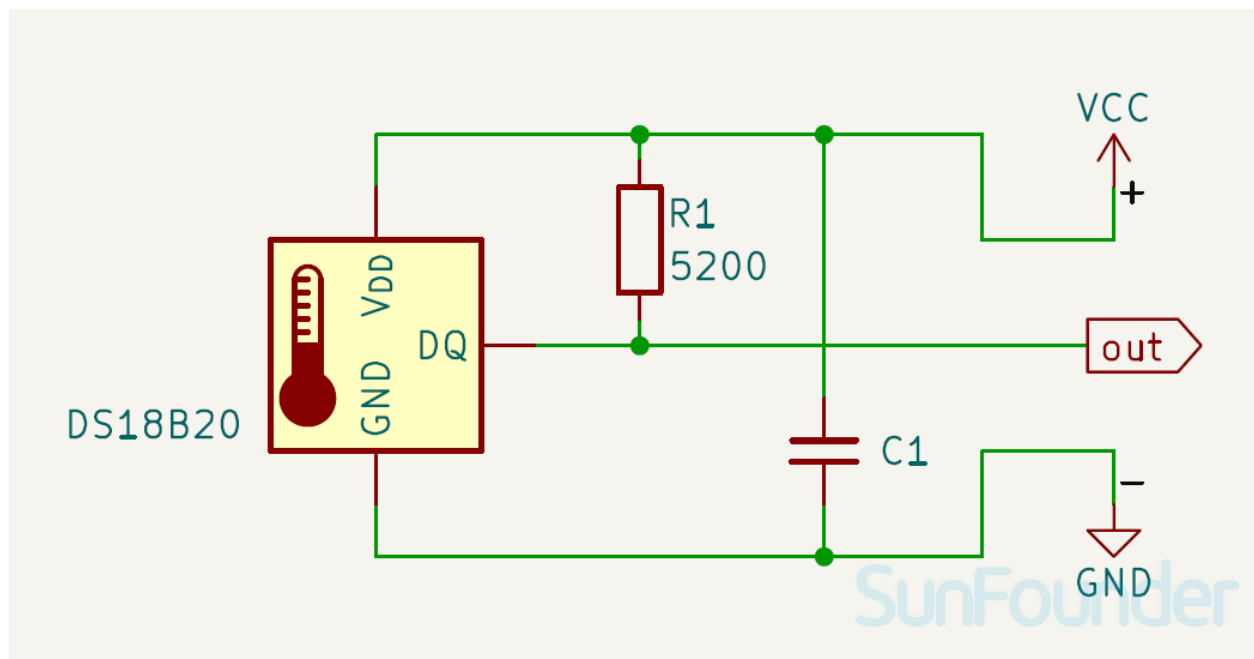 VCC
+
R1
5200
VDD
DQ
out
GND
DS18B20
C1
-
GND
SunFounder